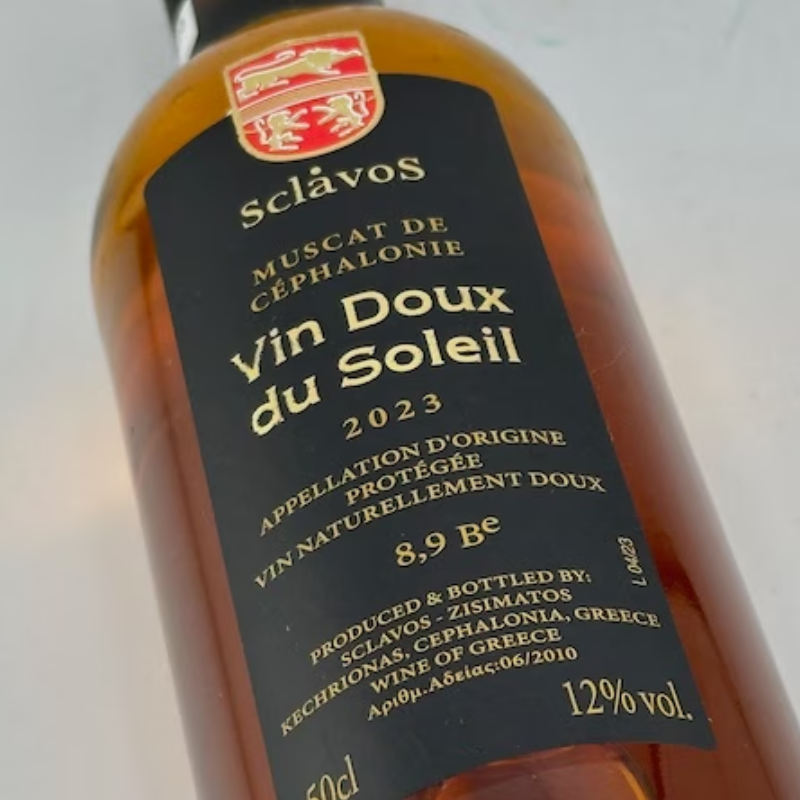 sclavos
MUSCAT DE
CÉPHALONIE
Vin Doux
du Soleil
2023
APPELLATION D'ORIGINE
PROTÉGÉE
VIN NATURELLEMENT DOUX
8,9 Be
L 04/23
PRODUCED & BOTTLED BY:
SCLAVOS - ZISIMATOS
KECHRIONAS, CEPHALONIA, GREECE
WINE OF GREECE
Αριθμ.Αδείας:06/2010
12% vol.
50cl